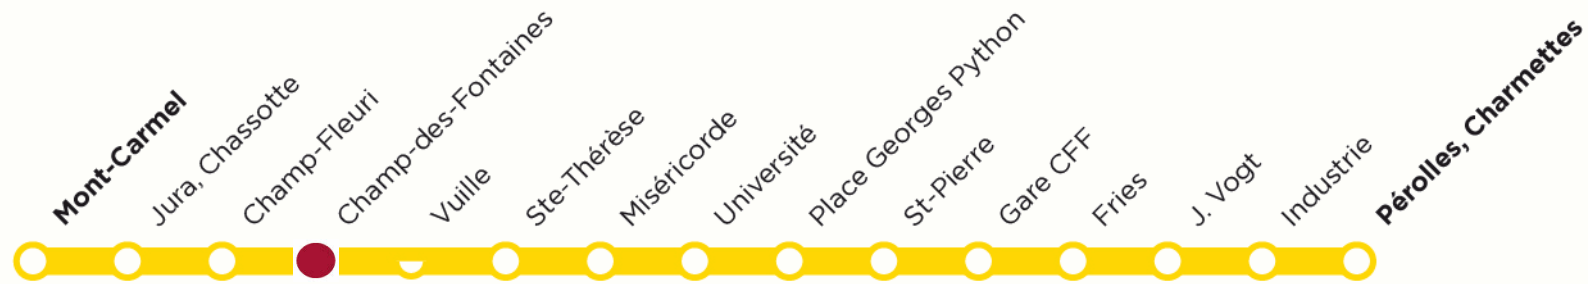 Mont-Carmel
Jura, Chassotte
Champ-Fleuri
Champ-des-Fontaines
Vuille
Ste-Thérèse
Miséricorde
Université
Place Georges Python
St-Pierre
Gare CFF
Fries
J. Vogt
Industrie
Pérolles, Charmettes